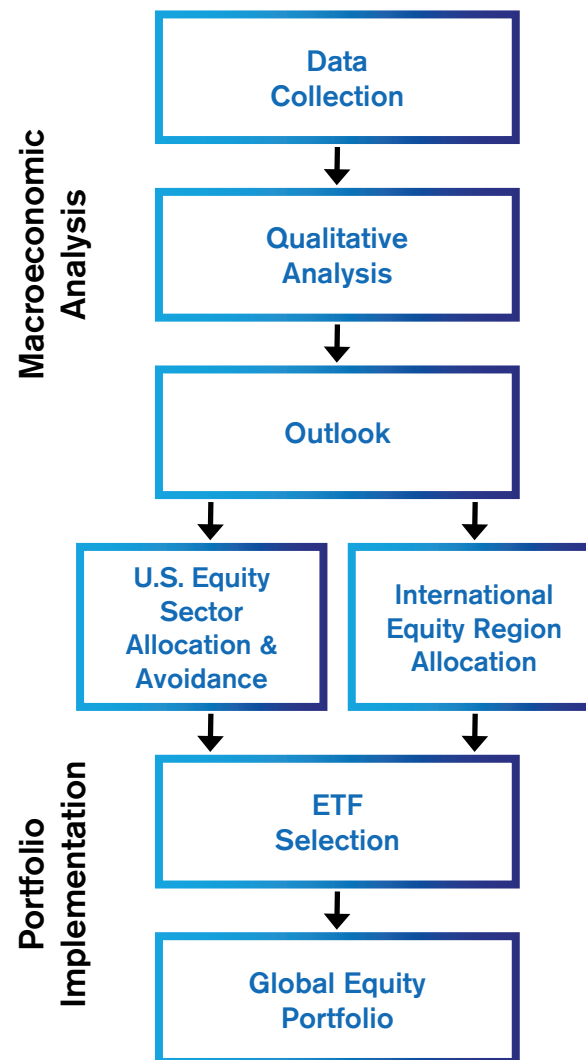 Macroeconomic
Analysis
Data
Collection
Qualitative
Analysis
Outlook
U.S. Equity
Sector
Allocation &
Avoidance
International
Equity Region
Allocation
Portfolio
Implementation
ETF
Selection
Global Equity
Portfolio